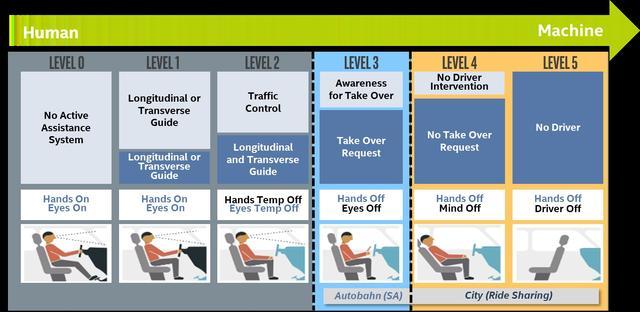 Human
Machine
LEVEL 0
LEVEL 1
LEVEL 2
LEVEL 3
LEVEL 4
LEVEL 5
No Active
Assistance
System
Longitudinal or
Transverse
Guide
Longitudinal or
Transverse
Guide
Traffic
Control
Longitudinal
and Transverse
Guide
Awareness
for Take Over
Take Over
Request
No Driver
Intervention
No Take Over
Request
No Driver
Hands On
Eyes On
Hands On
Eyes On
Hands Temp Off
Eyes Temp Off
Hands Off
Eyes Off
Hands Off
Mind Off
Hands Off
Driver Off
Autobahn (SA)
City (Ride Sharing)